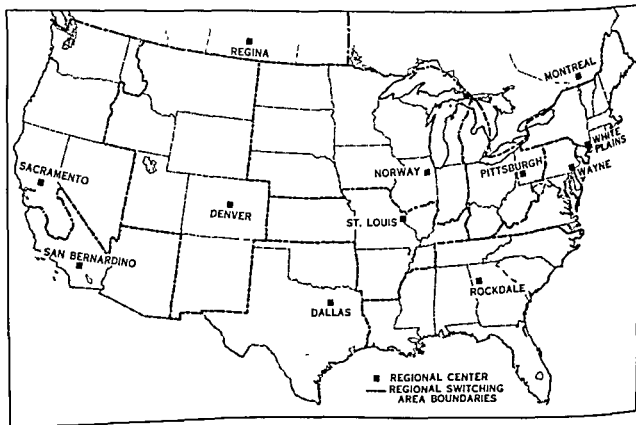 REGINA
MONTREAL
WHITE
PLAINS
NORWAY
PITTSBURGH
WAYNE
SACRAMENTO
DENVER
ST. LOUIS
SAN BERNARDINO
ROCKDALE
DALLAS
REGIONAL CENTER
REGIONAL SWITCHING
AREA BOUNDARIES